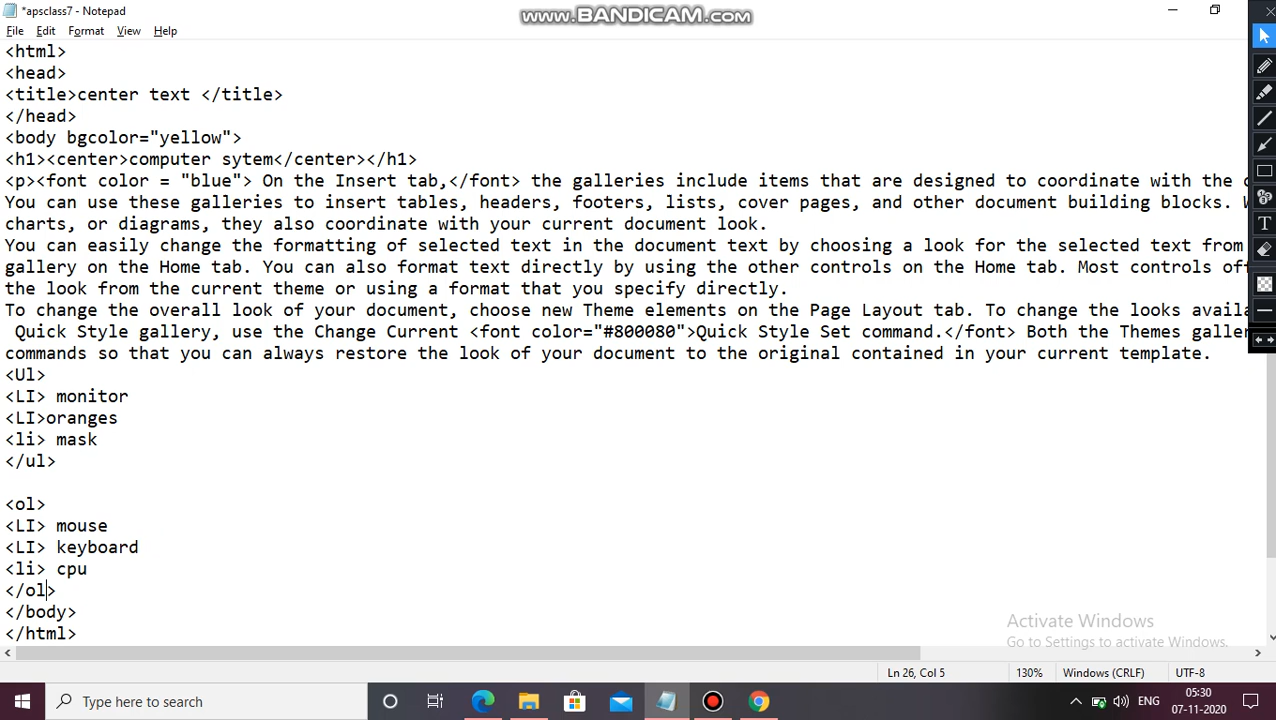 *apsclass7 - Notepad
www.BANDICAM.com
File Edit Format View Help
<html>
<head>
<title>center text </title>
</head>
<body bgcolor="yellow">
<h1><center>computer sytem</center></h1>
<p><font color = "blue"> On the Insert tab,</font> the galleries include items that are designed to coordinate with the
You can use these galleries to insert tables, headers, footers, lists, cover pages, and other document building blocks.
charts, or diagrams, they also coordinate with your current document look.
You can easily change the formatting of selected text in the document text by choosing a look for the selected text from
gallery on the Home tab. You can also format text directly by using the other controls on the Home tab. Most controls
the look from the current theme or using a format that you specify directly.
To change the overall look of your document, choose new Theme elements on the Page Layout tab. To change the looks
Quick Style gallery, use the Change Current <font color="#800080">Quick Style Set command.</font> Both the Themes
commands so that you can always restore the look of your document to the original contained in your current template.
<Ul>
<LI> monitor
<LI>oranges
<li> mask
</ul>
<ol>
<LI> mouse
<LI> keyboard
<li> cpu
</ol>
</body>
</html>
Activate Windows
Go to Settings to activate Windows.
Ln 26, Col 5 130% Windows (CRLF) UTF-8
Type here to search
ENG
05:30
07-11-2020